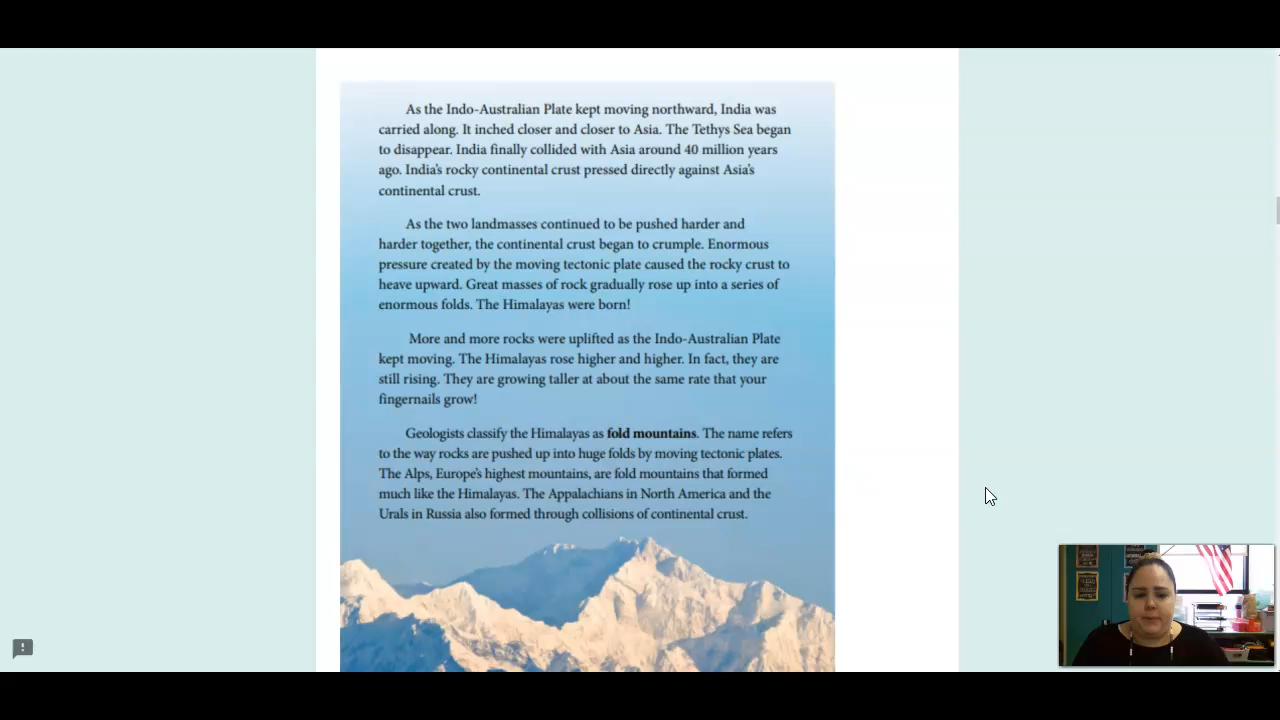 As the Indo-Australian Plate kept moving northward, India was
carried along. It inched closer and closer to Asia. The Tethys Sea began
to disappear. India finally collided with Asia around 40 million years
ago. India's rocky continental crust pressed directly against Asia's
continental crust.
As the two landmasses continued to be pushed harder and
harder together, the continental crust began to crumple. Enormous
pressure created by the moving tectonic plate caused the rocky crust to
heave upward. Great masses of rock gradually rose up into a series of
enormous folds. The Himalayas were born!
More and more rocks were uplifted as the Indo-Australian Plate
kept moving. The Himalayas rose higher and higher. In fact, they are
still rising. They are growing taller at about the same rate that your
fingernails grow!
Geologists classify the Himalayas as fold mountains. The name refers
to the way rocks are pushed up into huge folds by moving tectonic plates.
The Alps, Europe's highest mountains, are fold mountains that formed
much like the Himalayas. The Appalachians in North America and the
Urals in Russia also formed through collisions of continental crust.